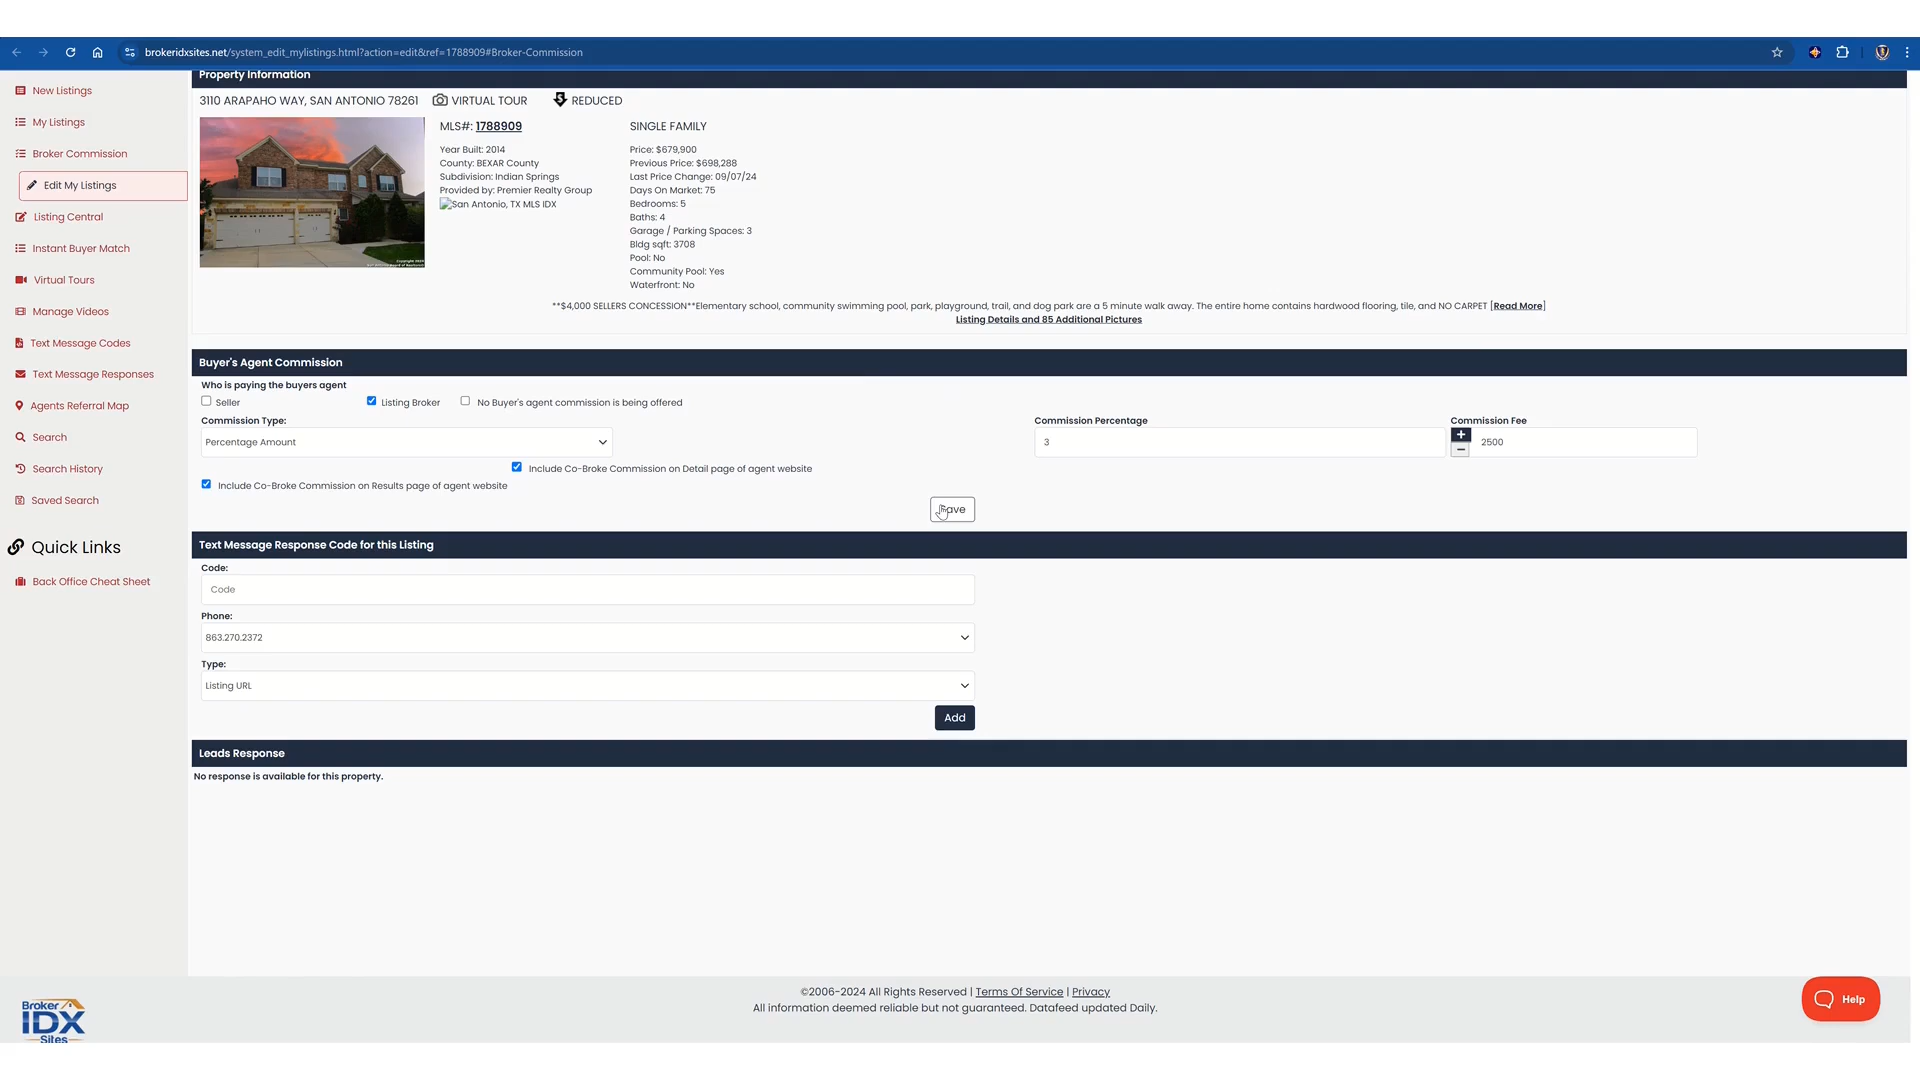 brokeridxsites.net/system_edit_mylistings.html?action=edit&ref=1788909#Broker-Commission
New Listings
My Listings
Broker Commission
Edit My Listings
Listing Central
Instant Buyer Match
Virtual Tours
Manage Videos
Text Message Codes
Text Message Responses
Agents Referral Map
Search
Search History
Saved Search
Quick Links
Back Office Cheat Sheet
Property Information
3110 ARAPAHO WAY, SAN ANTONIO 78261 VIRTUAL TOUR REDUCED
MLS#: 1788909
Year Built: 2014
County: BEXAR County
Subdivision: Indian Springs
Provided by: Premier Realty Group
San Antonio, TX MLS IDX
SINGLE FAMILY
Price: $679,900
Previous Price: $698,288
Last Price Change: 09/07/24
Days On Market: 75
Bedrooms: 5
Baths: 4
Garage / Parking Spaces: 3
Bldg sqft: 3708
Pool: No
Community Pool: Yes
Waterfront: No
**$4,000 SELLERS CONCESSION**Elementary school, community swimming pool, park, playground, trail, and dog park are a 5 minute walk away. The entire home contains hardwood flooring, tile, and NO CARPET [Read More]
Listing Details and 85 Additional Pictures
Buyer's Agent Commission
Who is paying the buyers agent
Seller Listing Broker No Buyer's agent commission is being offered
Commission Type: Commission Percentage Commission Fee
Percentage Amount 3 + 2500
−
Include Co-Broke Commission on Detail page of agent website
Include Co-Broke Commission on Results page of agent website
ave
Text Message Response Code for this Listing
Code:
Code
Phone:
863.270.2372
Type:
Listing URL
Add
Leads Response
No response is available for this property.
©2006-2024 All Rights Reserved | Terms Of Service | Privacy
All information deemed reliable but not guaranteed. Datafeed updated Daily.
Broker
IDX
Sites
Help